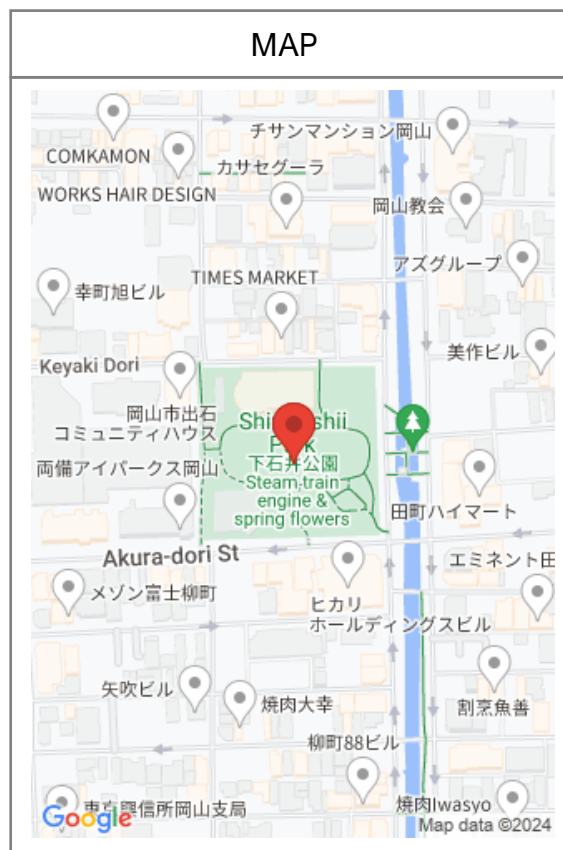 MAP
チサンマンション岡山
COMKAMON
カサセグーラ
WORKS HAIR DESIGN
岡山教会
アズグループ
TIMES MARKET
幸町旭ビル
美作ビル
Keyaki Dori
岡山市出石
コミュニティハウス
下石井公園
Steam train
engine &
spring flowers
両備アイパークス岡山
田町ハイマート
Akura-dori St
エミネント田
メゾン富士柳町
ヒカリ
ホールディングスビル
矢吹ビル
焼肉大幸
割烹魚善
柳町88ビル
興信所岡山支局
焼肉Iwasyo
Google
Map data ©2024